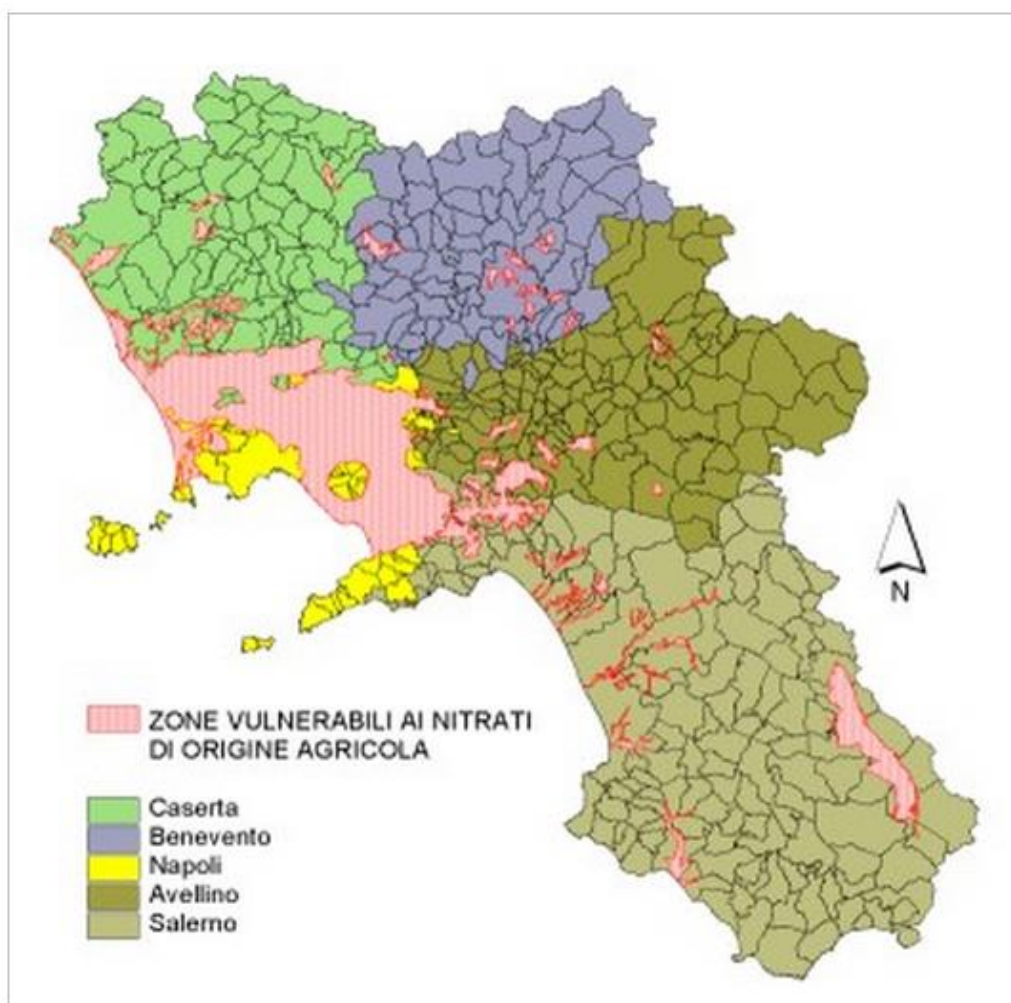 N
ZONE VULNERABILI AI NITRATI
DI ORIGINE AGRICOLA
Caserta
Benevento
Napoli
Avellino
Salerno